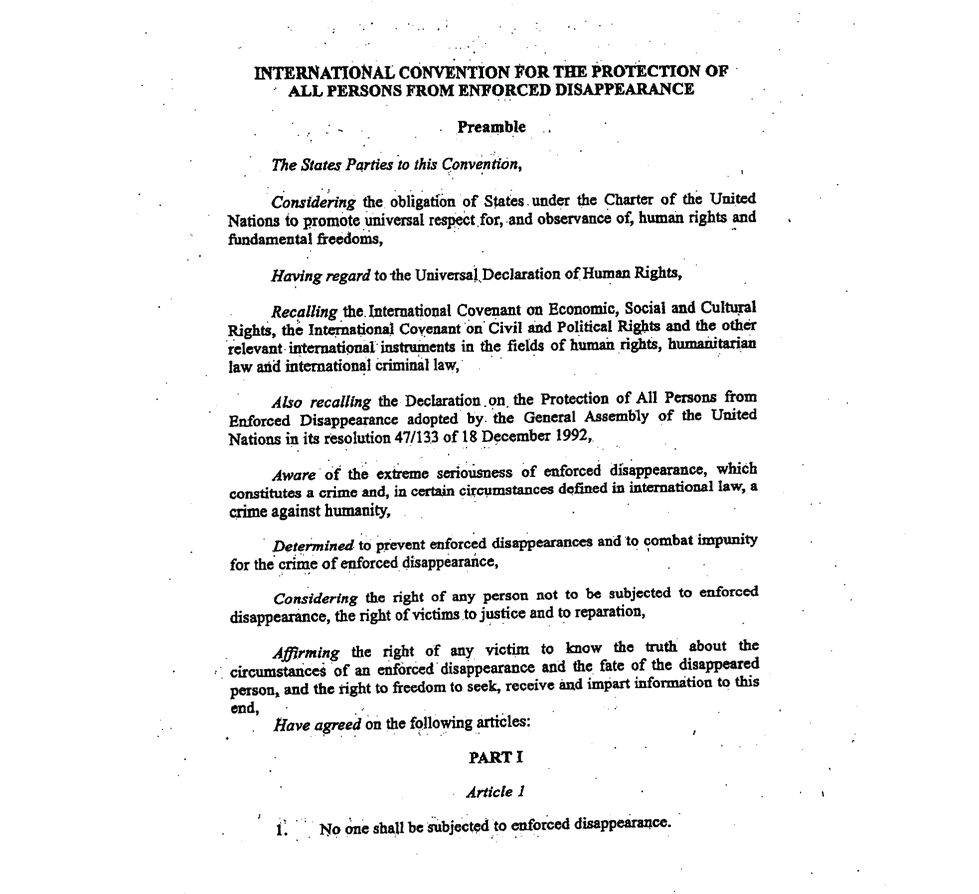 INTERNATIONAL CONVENTION FOR THE PROTECTION OF
ALL PERSONS FROM ENFORCED DISAPPEARANCE
Preamble
The States Parties to this Convention,
Considering the obligation of States under the Charter of the United
Nations to promote universal respect for, and observance of, human rights and
fundamental freedoms,
Having regard to the Universal Declaration of Human Rights,
Recalling the International Covenant on Economic, Social and Cultural
Rights, the International Covenant on Civil and Political Rights and the other
relevant international instruments in the fields of human rights, humanitarian
law and international criminal law,
Also recalling the Declaration on the Protection of All Persons from
Enforced Disappearance adopted by the General Assembly of the United
Nations in its resolution 47/133 of 18 December 1992,
Aware of the extreme seriousness of enforced disappearance, which
constitutes a crime and, in certain circumstances defined in international law, a
crime against humanity,
Determined to prevent enforced disappearances and to combat impunity
for the crime of enforced disappearance,
Considering the right of any person not to be subjected to enforced
disappearance, the right of victims to justice and to reparation,
Affirming the right of any victim to know the truth about the
circumstances of an enforced disappearance and the fate of the disappeared
person, and the right to freedom to seek, receive and impart information to this
end,
Have agreed on the following articles:
PART I
Article 1
1. No one shall be subjected to enforced disappearance.